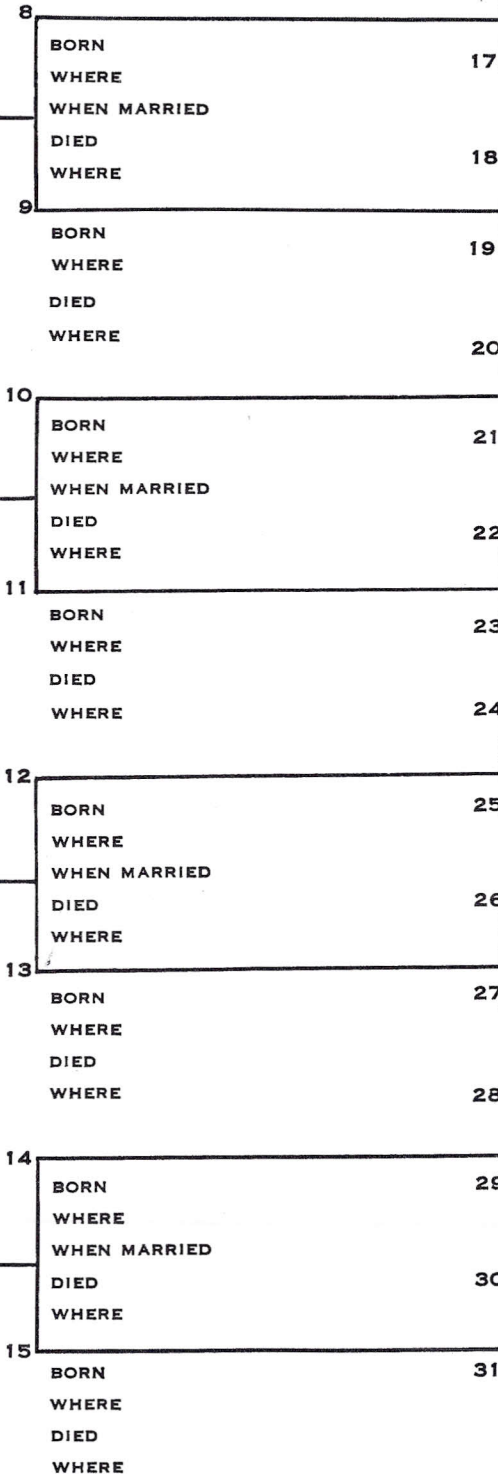 8
BORN 17
WHERE
WHEN MARRIED
DIED 18
WHERE
9
BORN 19
WHERE
DIED
WHERE 20
10
BORN 21
WHERE
WHEN MARRIED
DIED 22
WHERE
11
BORN 23
WHERE
DIED
WHERE 24
12
BORN 25
WHERE
WHEN MARRIED
DIED 26
WHERE
13
BORN 27
WHERE
DIED
WHERE 28
14
BORN 29
WHERE
WHEN MARRIED
DIED 30
WHERE
15
BORN 31
WHERE
DIED
WHERE